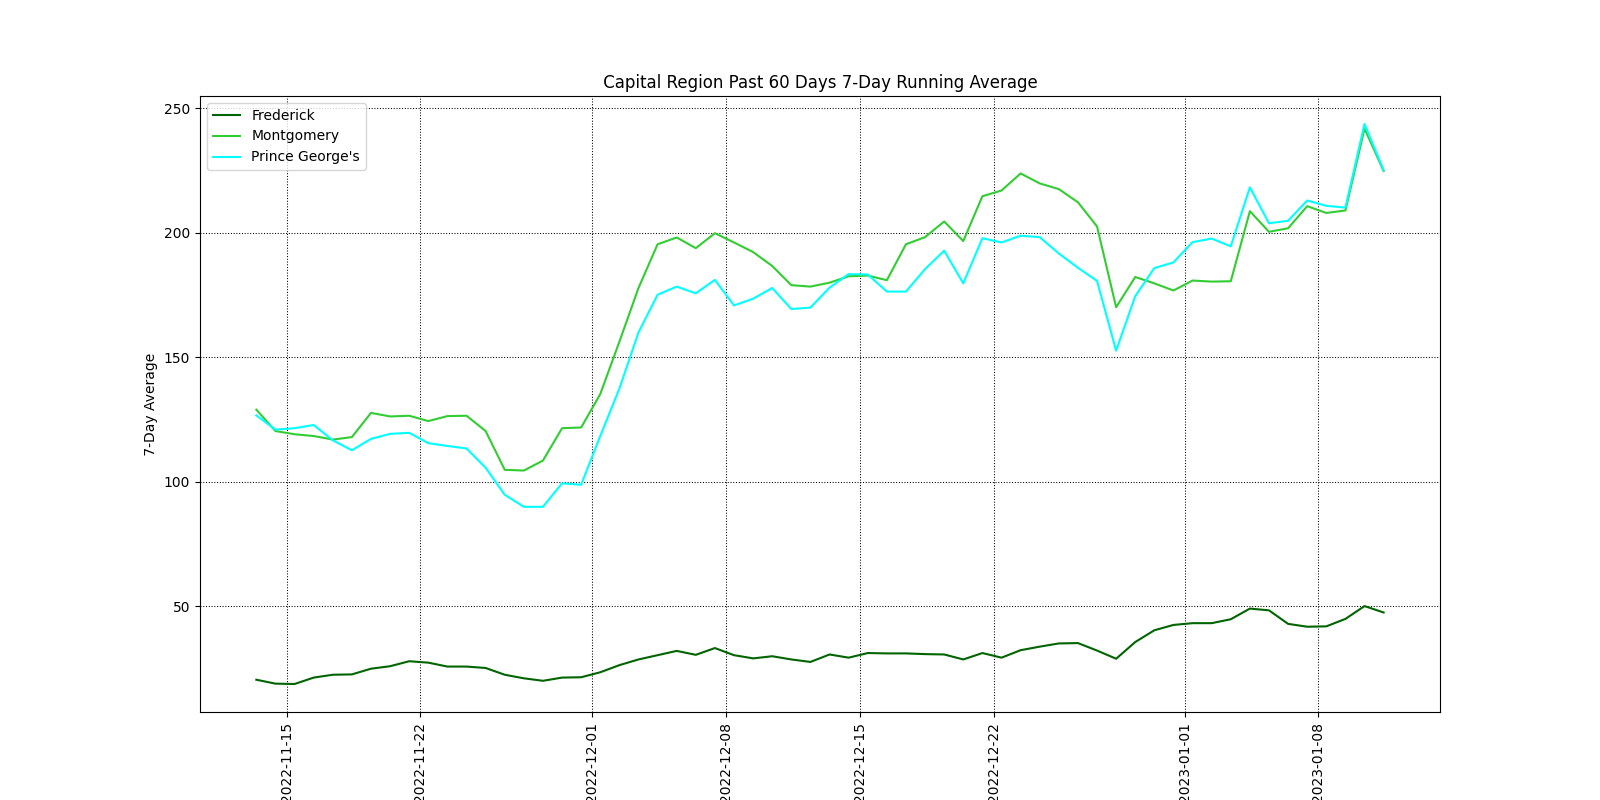 Capital Region Past 60 Days 7-Day Running Average
Frederick
Montgomery
Prince George's
7-Day Average
250
200
150
100
50
2022-11-15
2022-11-22
2022-12-01
2022-12-08
2022-12-15
2022-12-22
2023-01-01
2023-01-08